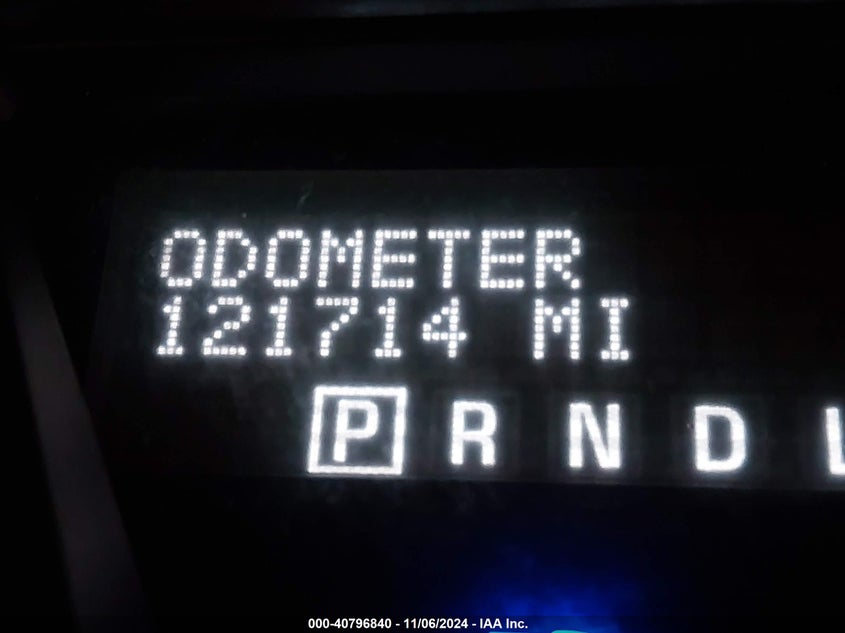 ODOMETER
121714 MI
P R N D L
000-40796840 - 11/06/2024 - IAA Inc.